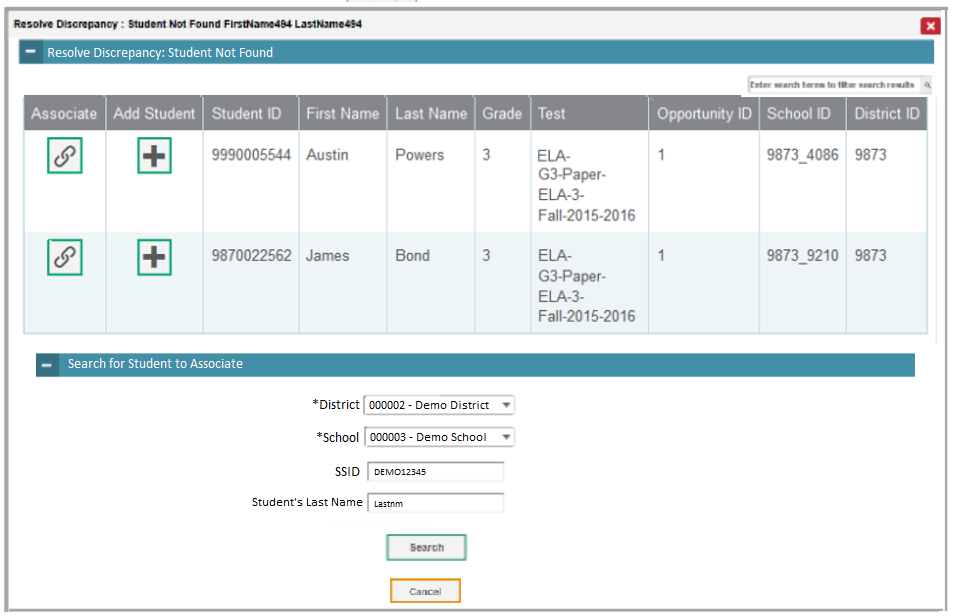 Resolve Discrepancy : Student Not Found FirstName494 LastName494
Resolve Discrepancy: Student Not Found
Enter search terms to filter search results
Associate Add Student Student ID First Name Last Name Grade Test Opportunity ID School ID District ID
9990005544 Austin Powers 3 ELA- 1 9873_4086 9873
G3-Paper-
ELA-3-
Fall-2015-2016
9870022562 James Bond 3 ELA- 1 9873_9210 9873
G3-Paper-
ELA-3-
Fall-2015-2016
Search for Student to Associate
*District 000002 - Demo District
*School 000003 - Demo School
SSID DEMO12345
Student's Last Name Lastnm
Search
Cancel